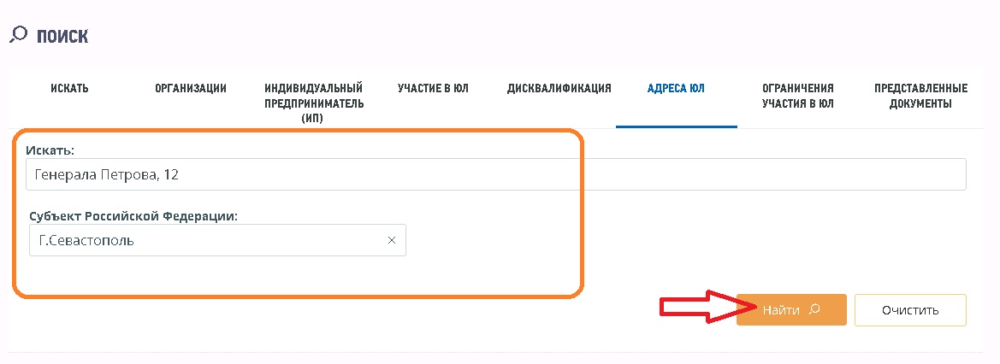 ПОИСК
ИСКАТЬ
ОРГАНИЗАЦИИ
ИНДИВИДУАЛЬНЫЙ
ПРЕДПРИНИМАТЕЛЬ
(ИП)
УЧАСТИЕ В ЮЛ
ДИСКВАЛИФИКАЦИЯ
АДРЕСА ЮЛ
ОГРАНИЧЕНИЯ
УЧАСТИЯ В ЮЛ
ПРЕДСТАВЛЕННЫЕ
ДОКУМЕНТЫ
Искать:
Генерала Петрова, 12
Субъект Российской Федерации:
Г.Севастополь
Найти
Очистить